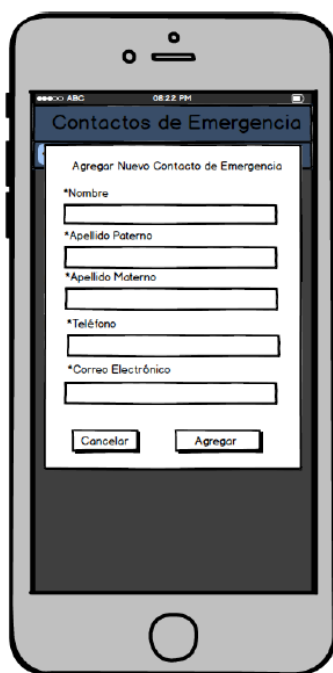 ABC 08:22 PM
Contactos de Emergencia
Agregar Nuevo Contacto de Emergencia
*Nombre
*Apellido Paterno
*Apellido Materno
*Teléfono
*Correo Electrónico
Cancelar Agregar